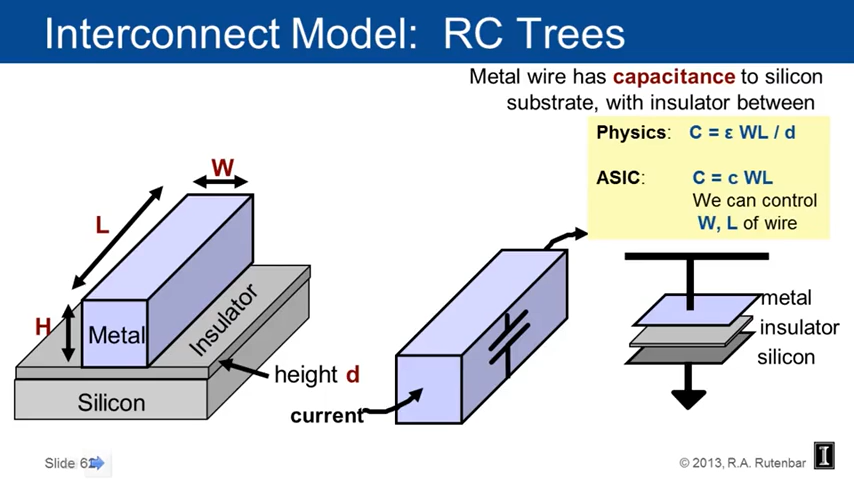 Interconnect Model: RC Trees
Metal wire has capacitance to silicon
substrate, with insulator between
Physics: C = ε WL / d
ASIC: C = c WL
We can control
W, L of wire
W
L
H
Metal
Insulator
height d
Silicon
current
metal
insulator
silicon
Slide
© 2013, R.A. Rutenbar
I